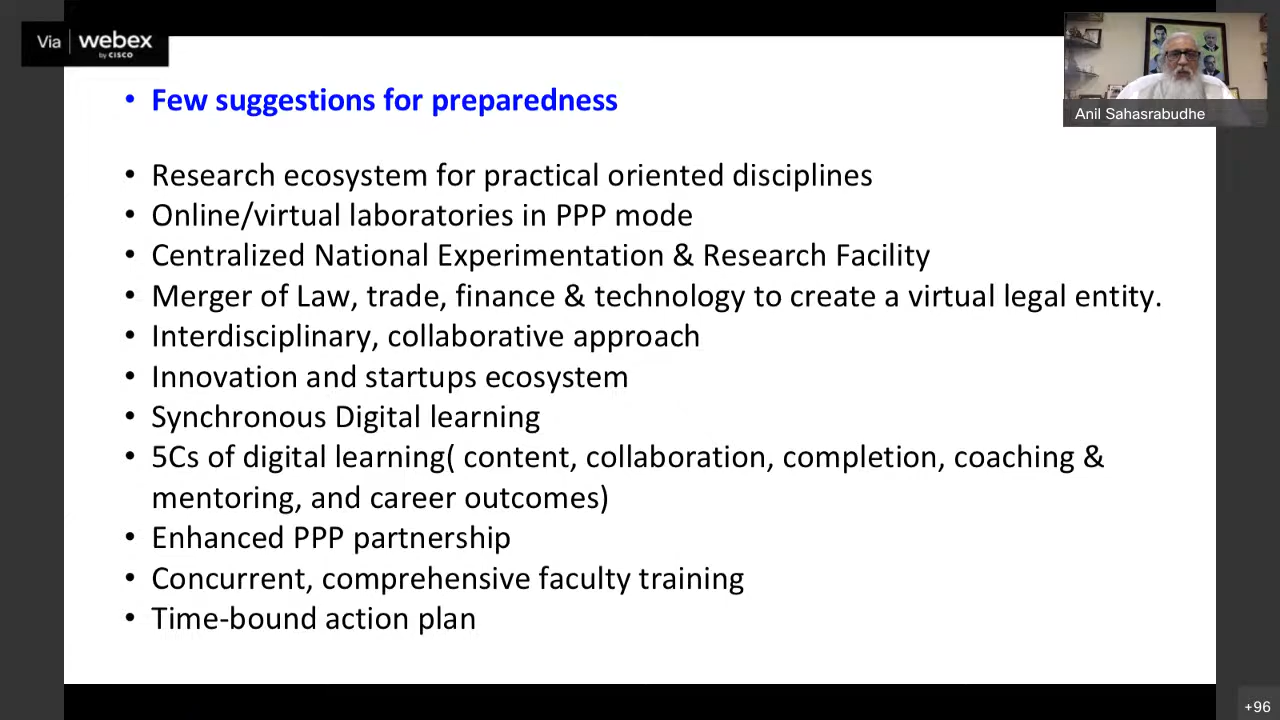 Via webex
by CISCO
• Few suggestions for preparedness
Anil Sahasrabudhe
• Research ecosystem for practical oriented disciplines
• Online/virtual laboratories in PPP mode
• Centralized National Experimentation & Research Facility
• Merger of Law, trade, finance & technology to create a virtual legal entity.
• Interdisciplinary, collaborative approach
• Innovation and startups ecosystem
• Synchronous Digital learning
• 5Cs of digital learning( content, collaboration, completion, coaching &
mentoring, and career outcomes)
• Enhanced PPP partnership
• Concurrent, comprehensive faculty training
• Time-bound action plan
+96